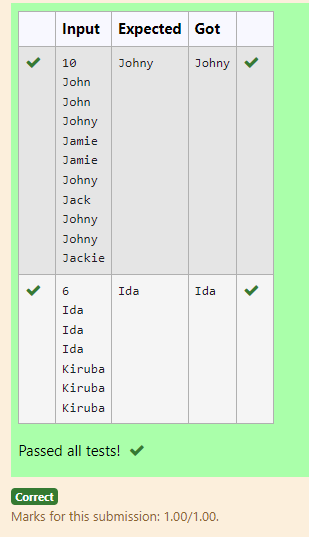 Input Expected Got
10 Johny Johny
John
John
Johny
Jamie
Jamie
Johny
Jack
Johny
Johny
Jackie
6 Ida Ida
Ida
Ida
Ida
Kiruba
Kiruba
Kiruba
Passed all tests!
Correct
Marks for this submission: 1.00/1.00.